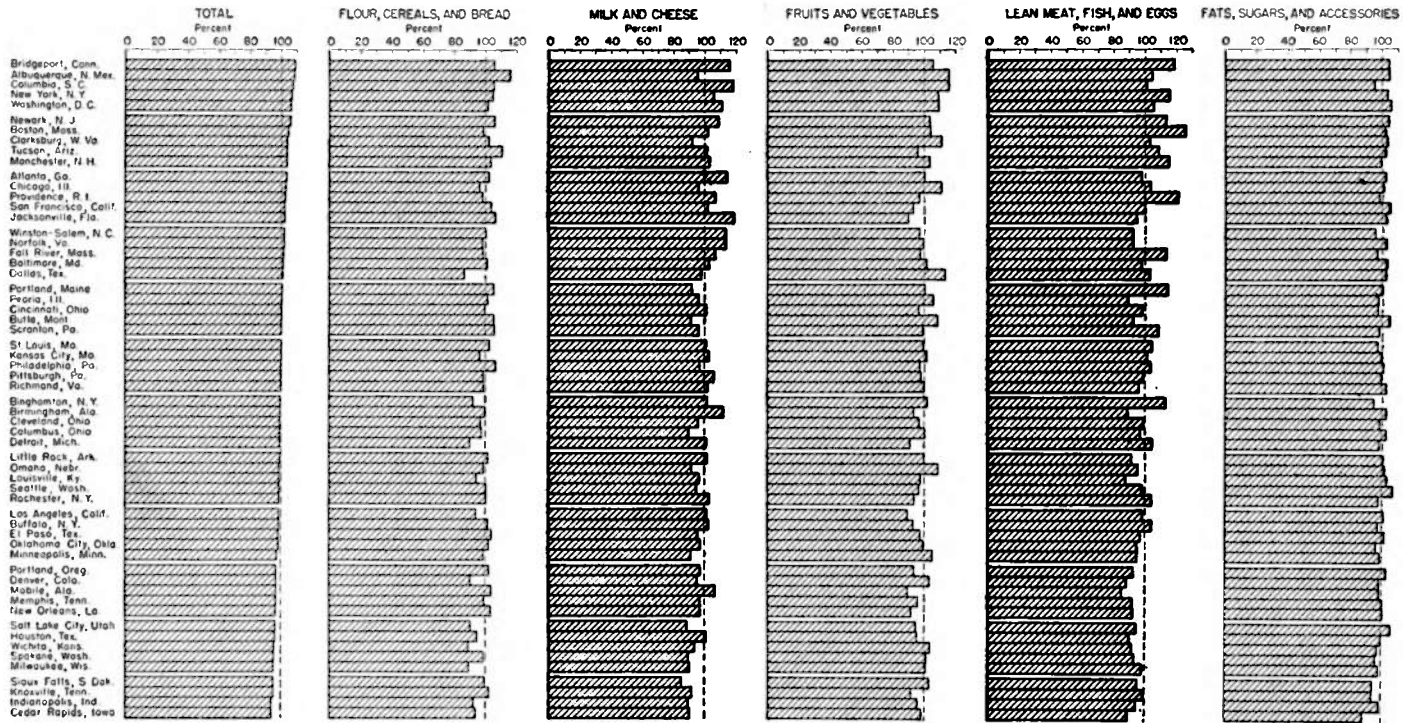 TOTAL
Percent
0 20 40 60 80 100
FLOUR, CEREALS, AND BREAD
Percent
0 20 40 60 80 100 120
MILK AND CHEESE
Percent
0 20 40 60 80 100 120
FRUITS AND VEGETABLES
Percent
0 20 40 60 80 100 120
LEAN MEAT, FISH, AND EGGS
Percent
0 20 40 60 80 100 120
FATS, SUGARS, AND ACCESSORIES
Percent
0 20 40 60 80 100
Bridgeport, Conn.
Albuquerque, N. Mex.
Columbia, S. C.
New York, N. Y.
Washington, D. C.
Newark, N. J.
Boston, Mass.
Clarksburg, W. Va.
Tucson, Ariz.
Manchester, N. H.
Atlanta, Ga.
Chicago, Ill.
Providence, R. I.
San Francisco, Calif.
Jacksonville, Fla.
Winston-Salem, N. C.
Norfolk, Va.
Fall River, Mass.
Baltimore, Md.
Dallas, Tex.
Portland, Maine
Peoria, Ill.
Cincinnati, Ohio
Butte, Mont.
Scranton, Pa.
St. Louis, Mo.
Kansas City, Mo.
Philadelphia, Pa.
Pittsburgh, Pa.
Richmond, Va.
Binghamton, N. Y.
Birmingham, Ala.
Cleveland, Ohio
Columbus, Ohio
Detroit, Mich.
Little Rock, Ark.
Omaha, Nebr.
Louisville, Ky.
Seattle, Wash.
Rochester, N. Y.
Los Angeles, Calif.
Buffalo, N. Y.
El Paso, Tex.
Oklahoma City, Okla.
Minneapolis, Minn.
Portland, Oreg.
Denver, Colo.
Mobile, Ala.
Memphis, Tenn.
New Orleans, La.
Salt Lake City, Utah
Houston, Tex.
Wichita, Kans.
Spokane, Wash.
Milwaukee, Wis.
Sioux Falls, S. Dak.
Knoxville, Tenn.
Indianapolis, Ind.
Cedar Rapids, Iowa